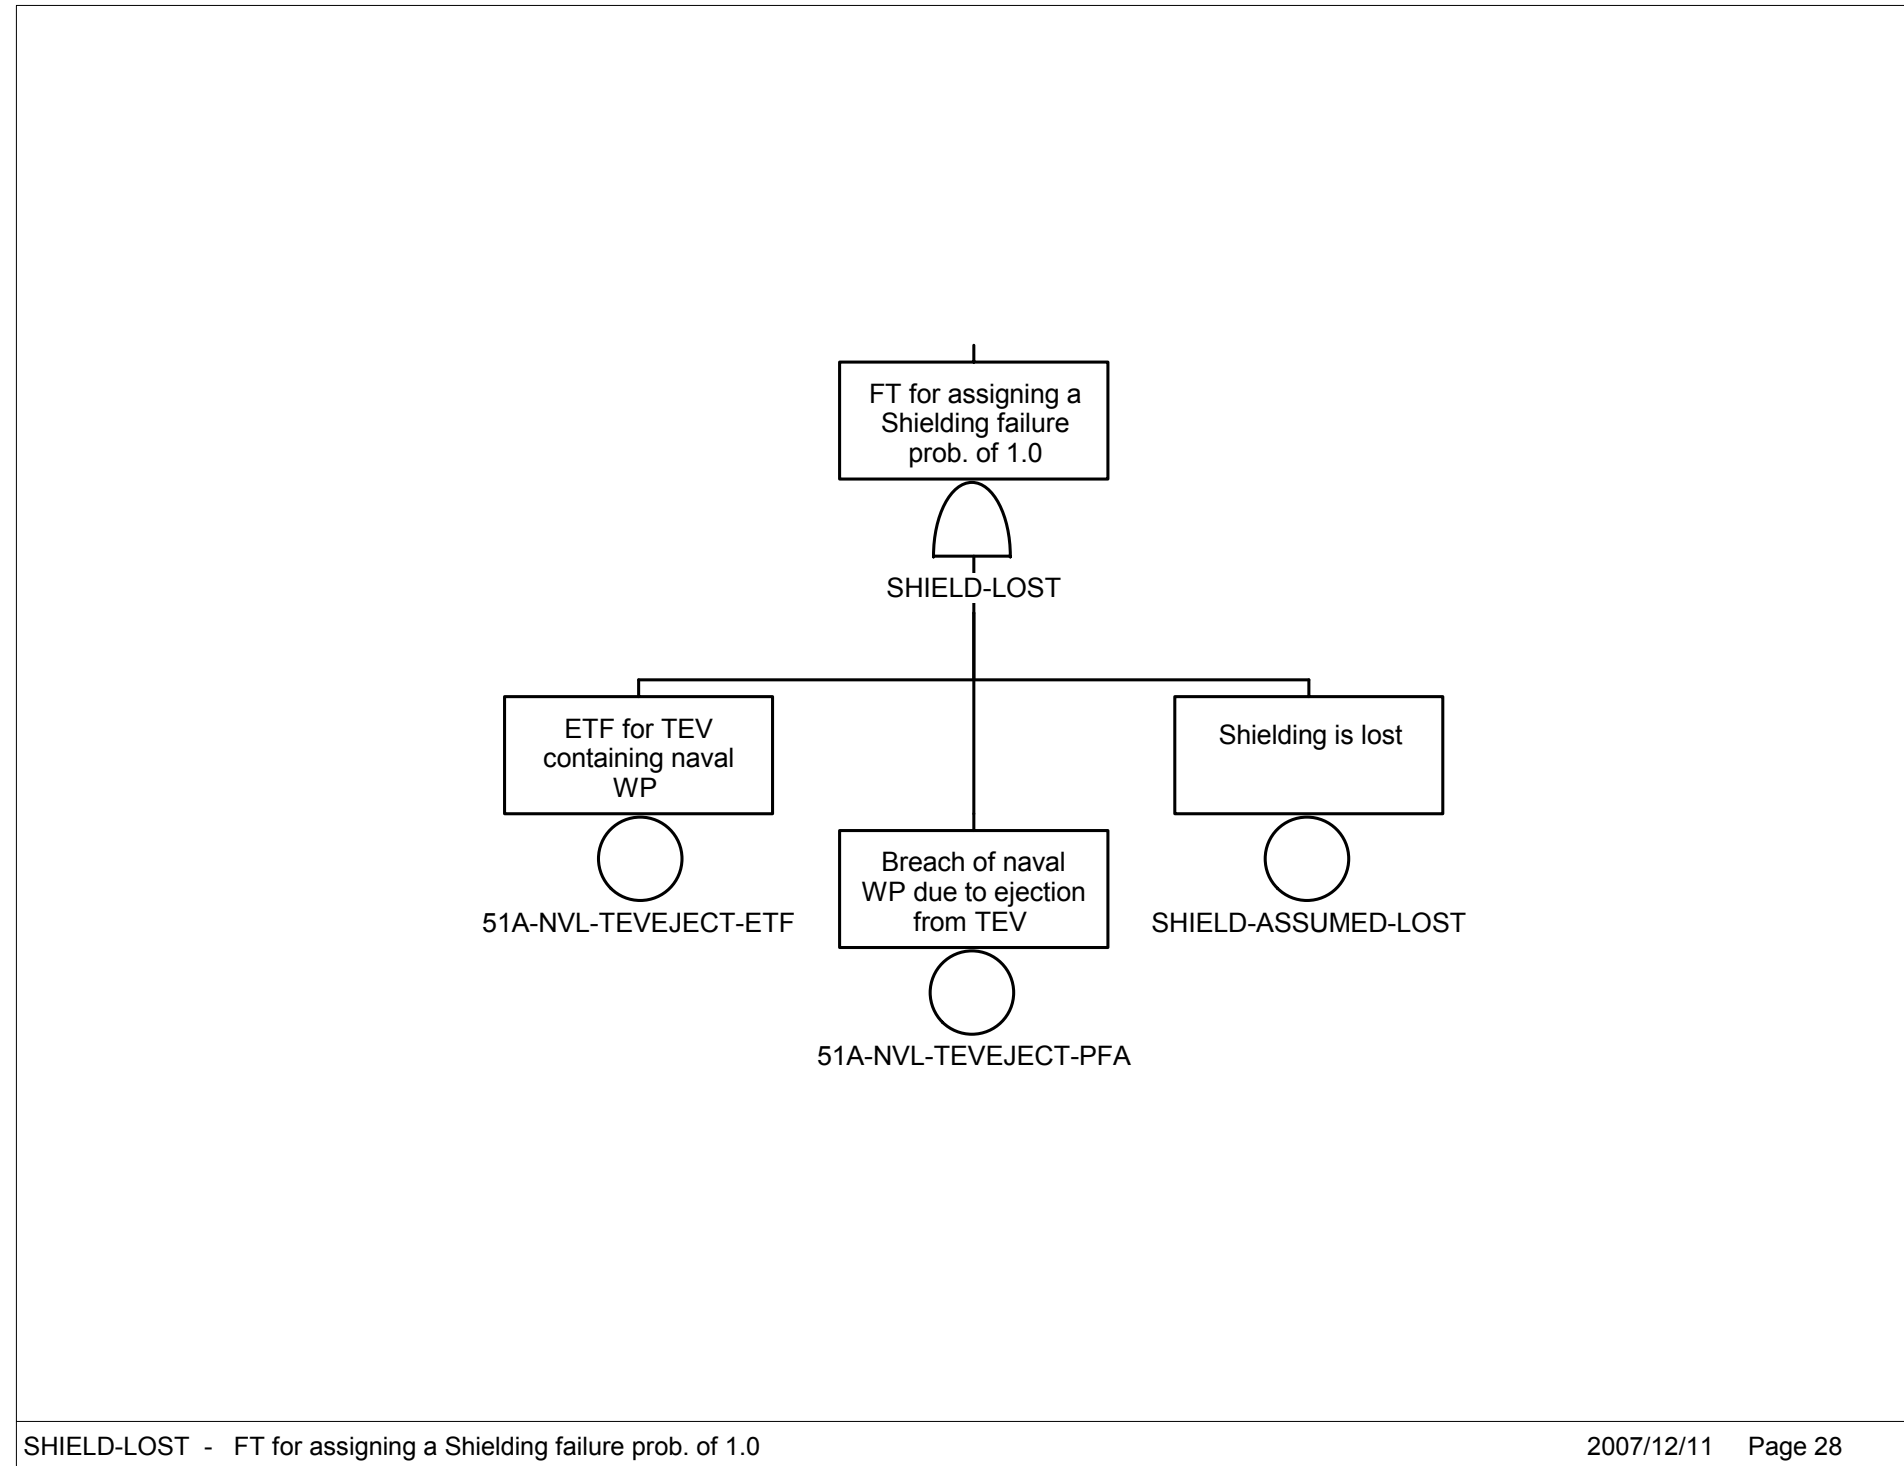 FT for assigning a
Shielding failure
prob. of 1.0
SHIELD-LOST
ETF for TEV
containing naval
WP
51A-NVL-TEVEJECT-ETF
Breach of naval
WP due to ejection
from TEV
51A-NVL-TEVEJECT-PFA
Shielding is lost
SHIELD-ASSUMED-LOST
SHIELD-LOST - FT for assigning a Shielding failure prob. of 1.0
2007/12/11 Page 28